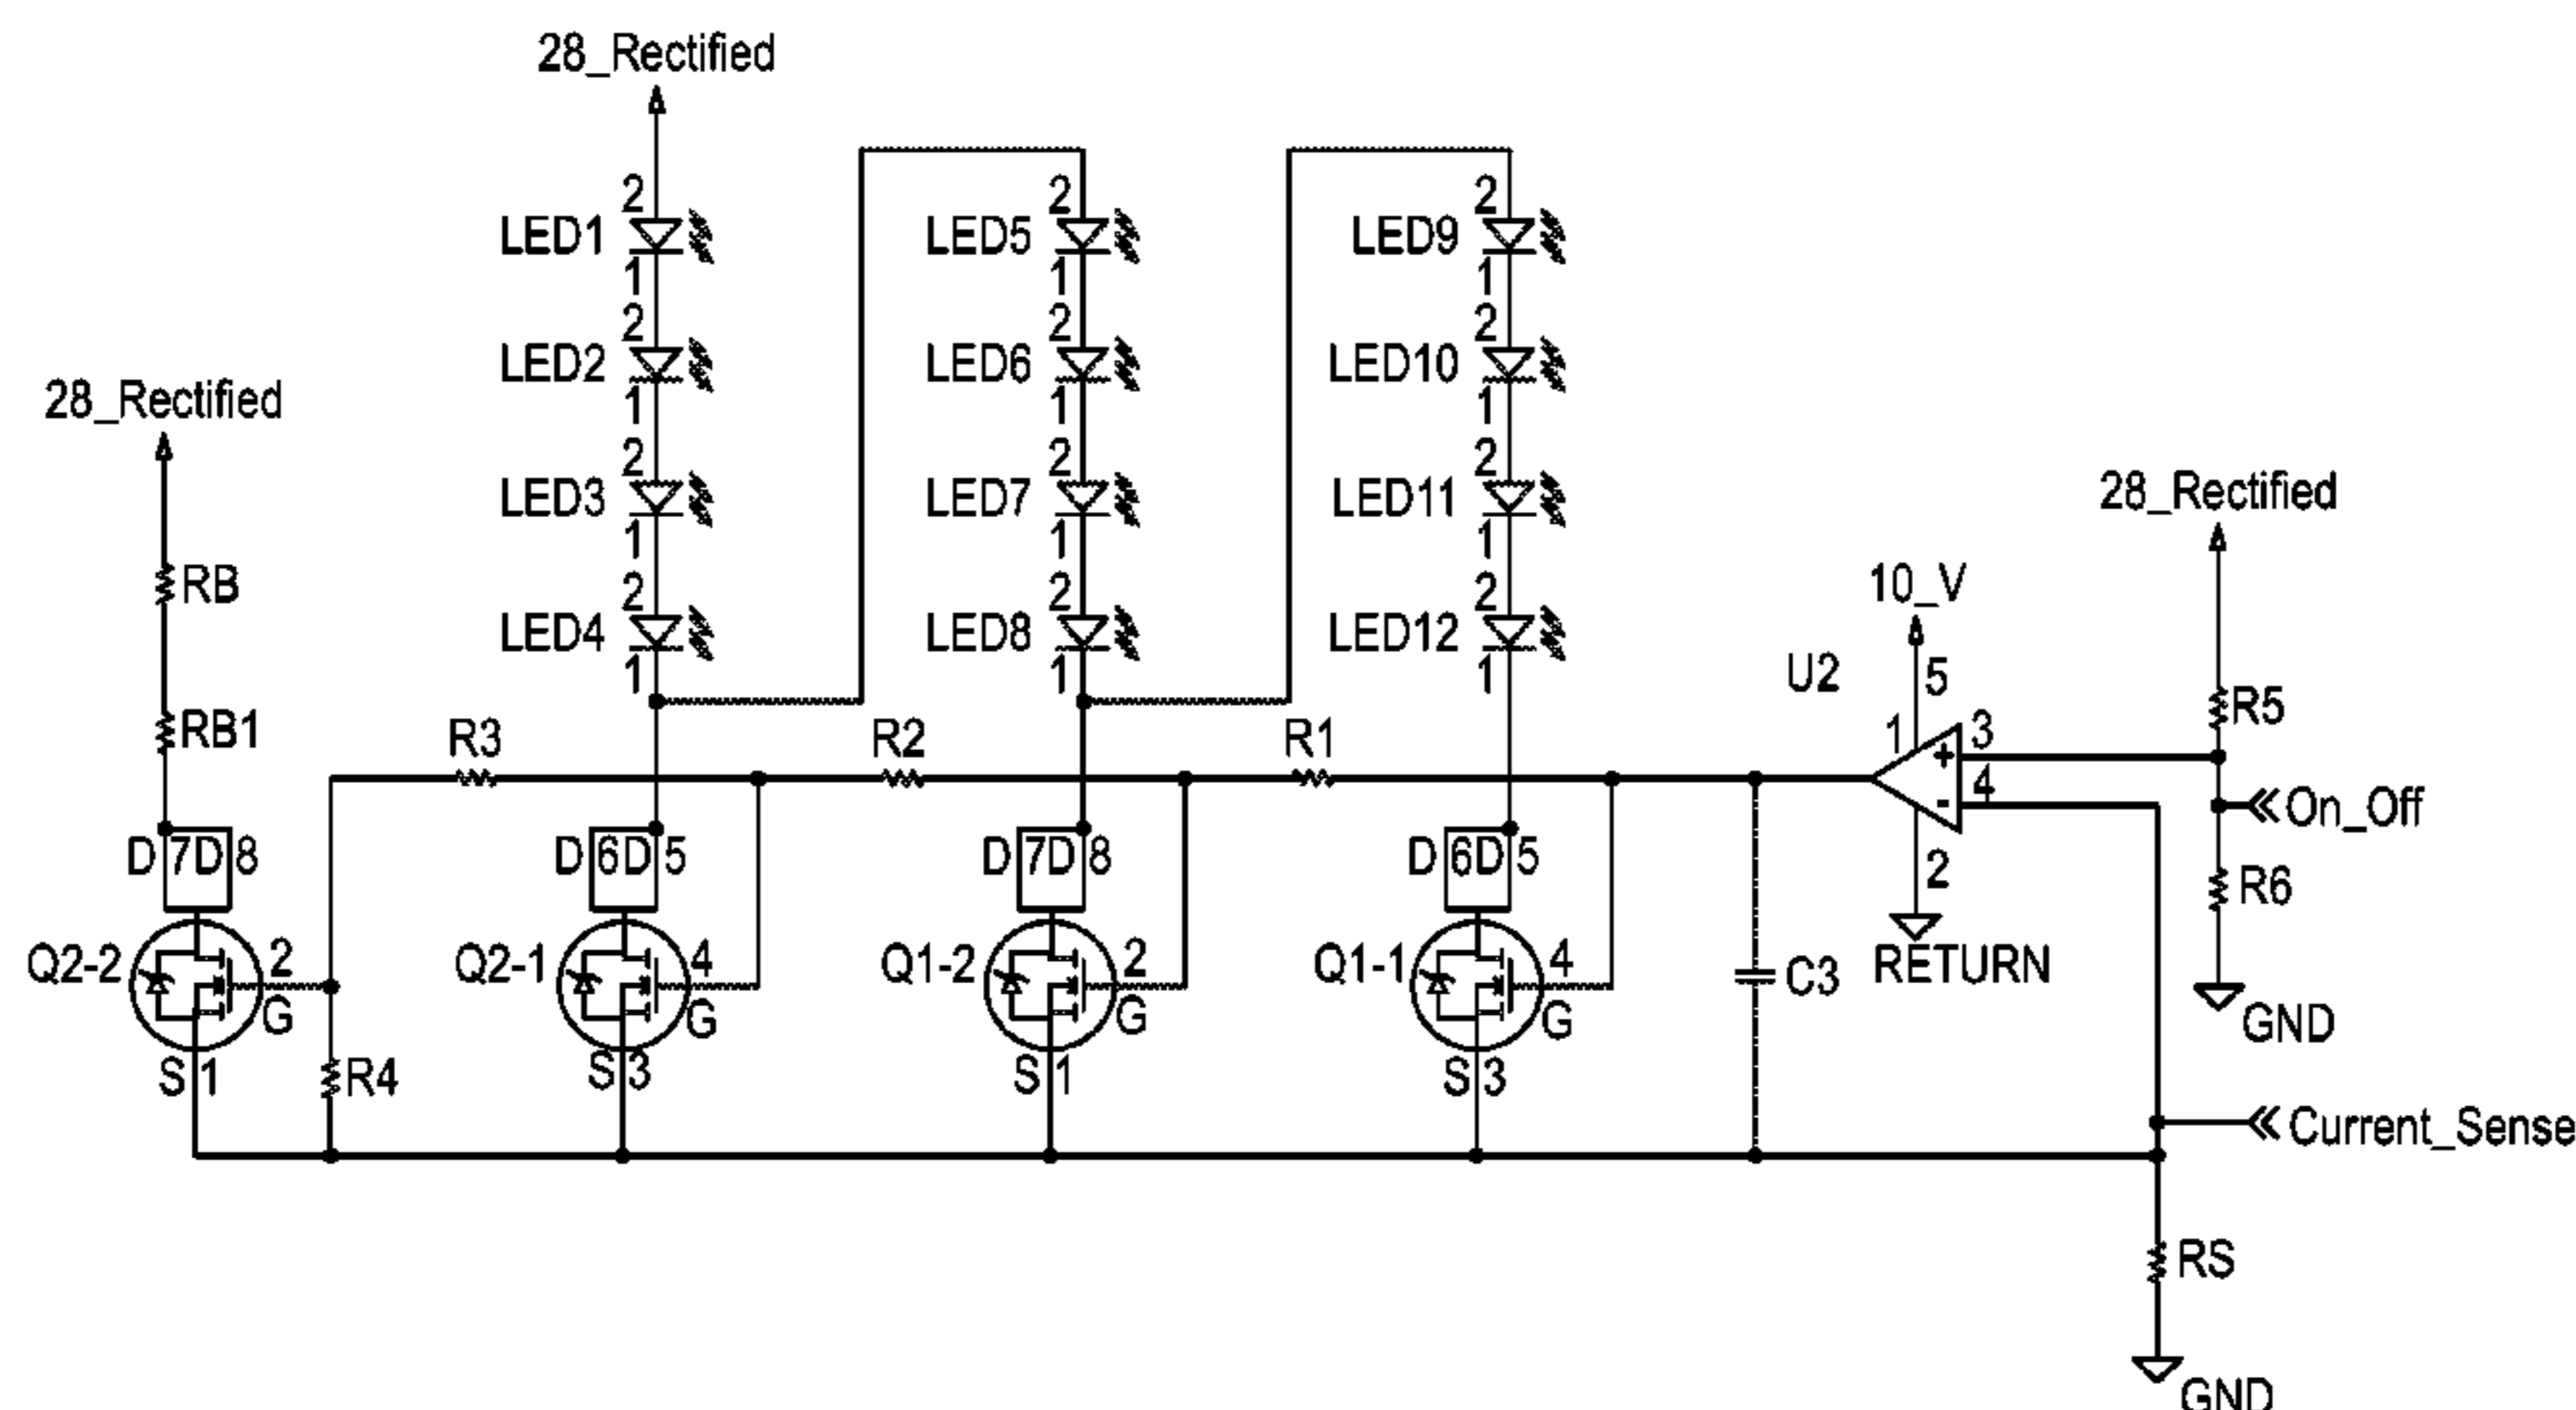 28_Rectified
2
LED1
1
2
LED2
1
2
LED3
1
2
LED4
1
2
LED5
1
2
LED6
1
2
LED7
1
2
LED8
1
2
LED9
1
2
LED10
1
2
LED11
1
2
LED12
1
28_Rectified
RB
RB1
R3
R2
R1
28_Rectified
10_V
U2
5
1
3
+
4
-
2
RETURN
R5
On_Off
R6
GND
D 7 D 8
Q2-2
2
G
S 1
R4
D 6 D 5
Q2-1
4
G
S 3
D 7 D 8
Q1-2
2
G
S 1
D 6 D 5
Q1-1
4
G
S 3
C3
Current_Sense
RS
GND